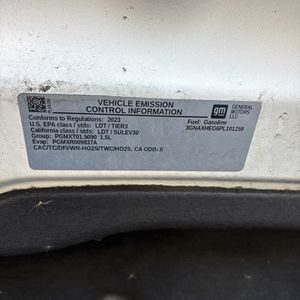 VEHICLE EMISSION
CONTROL INFORMATION
gm
GENERAL
MOTORS
LLC
Conforms to Regulations: 2023
U.S. EPA class / stds: LDT / TIER3
California class / stds: LDT / SULEV30
Group: PGMXT01.5090 1.5L
Evap: PGMXR009837A
CAC/TC/DFI/WR-HO2S/TWC/HO2S, CA OBD: II
Fuel: Gasoline
3GNAXHEG6PL101259